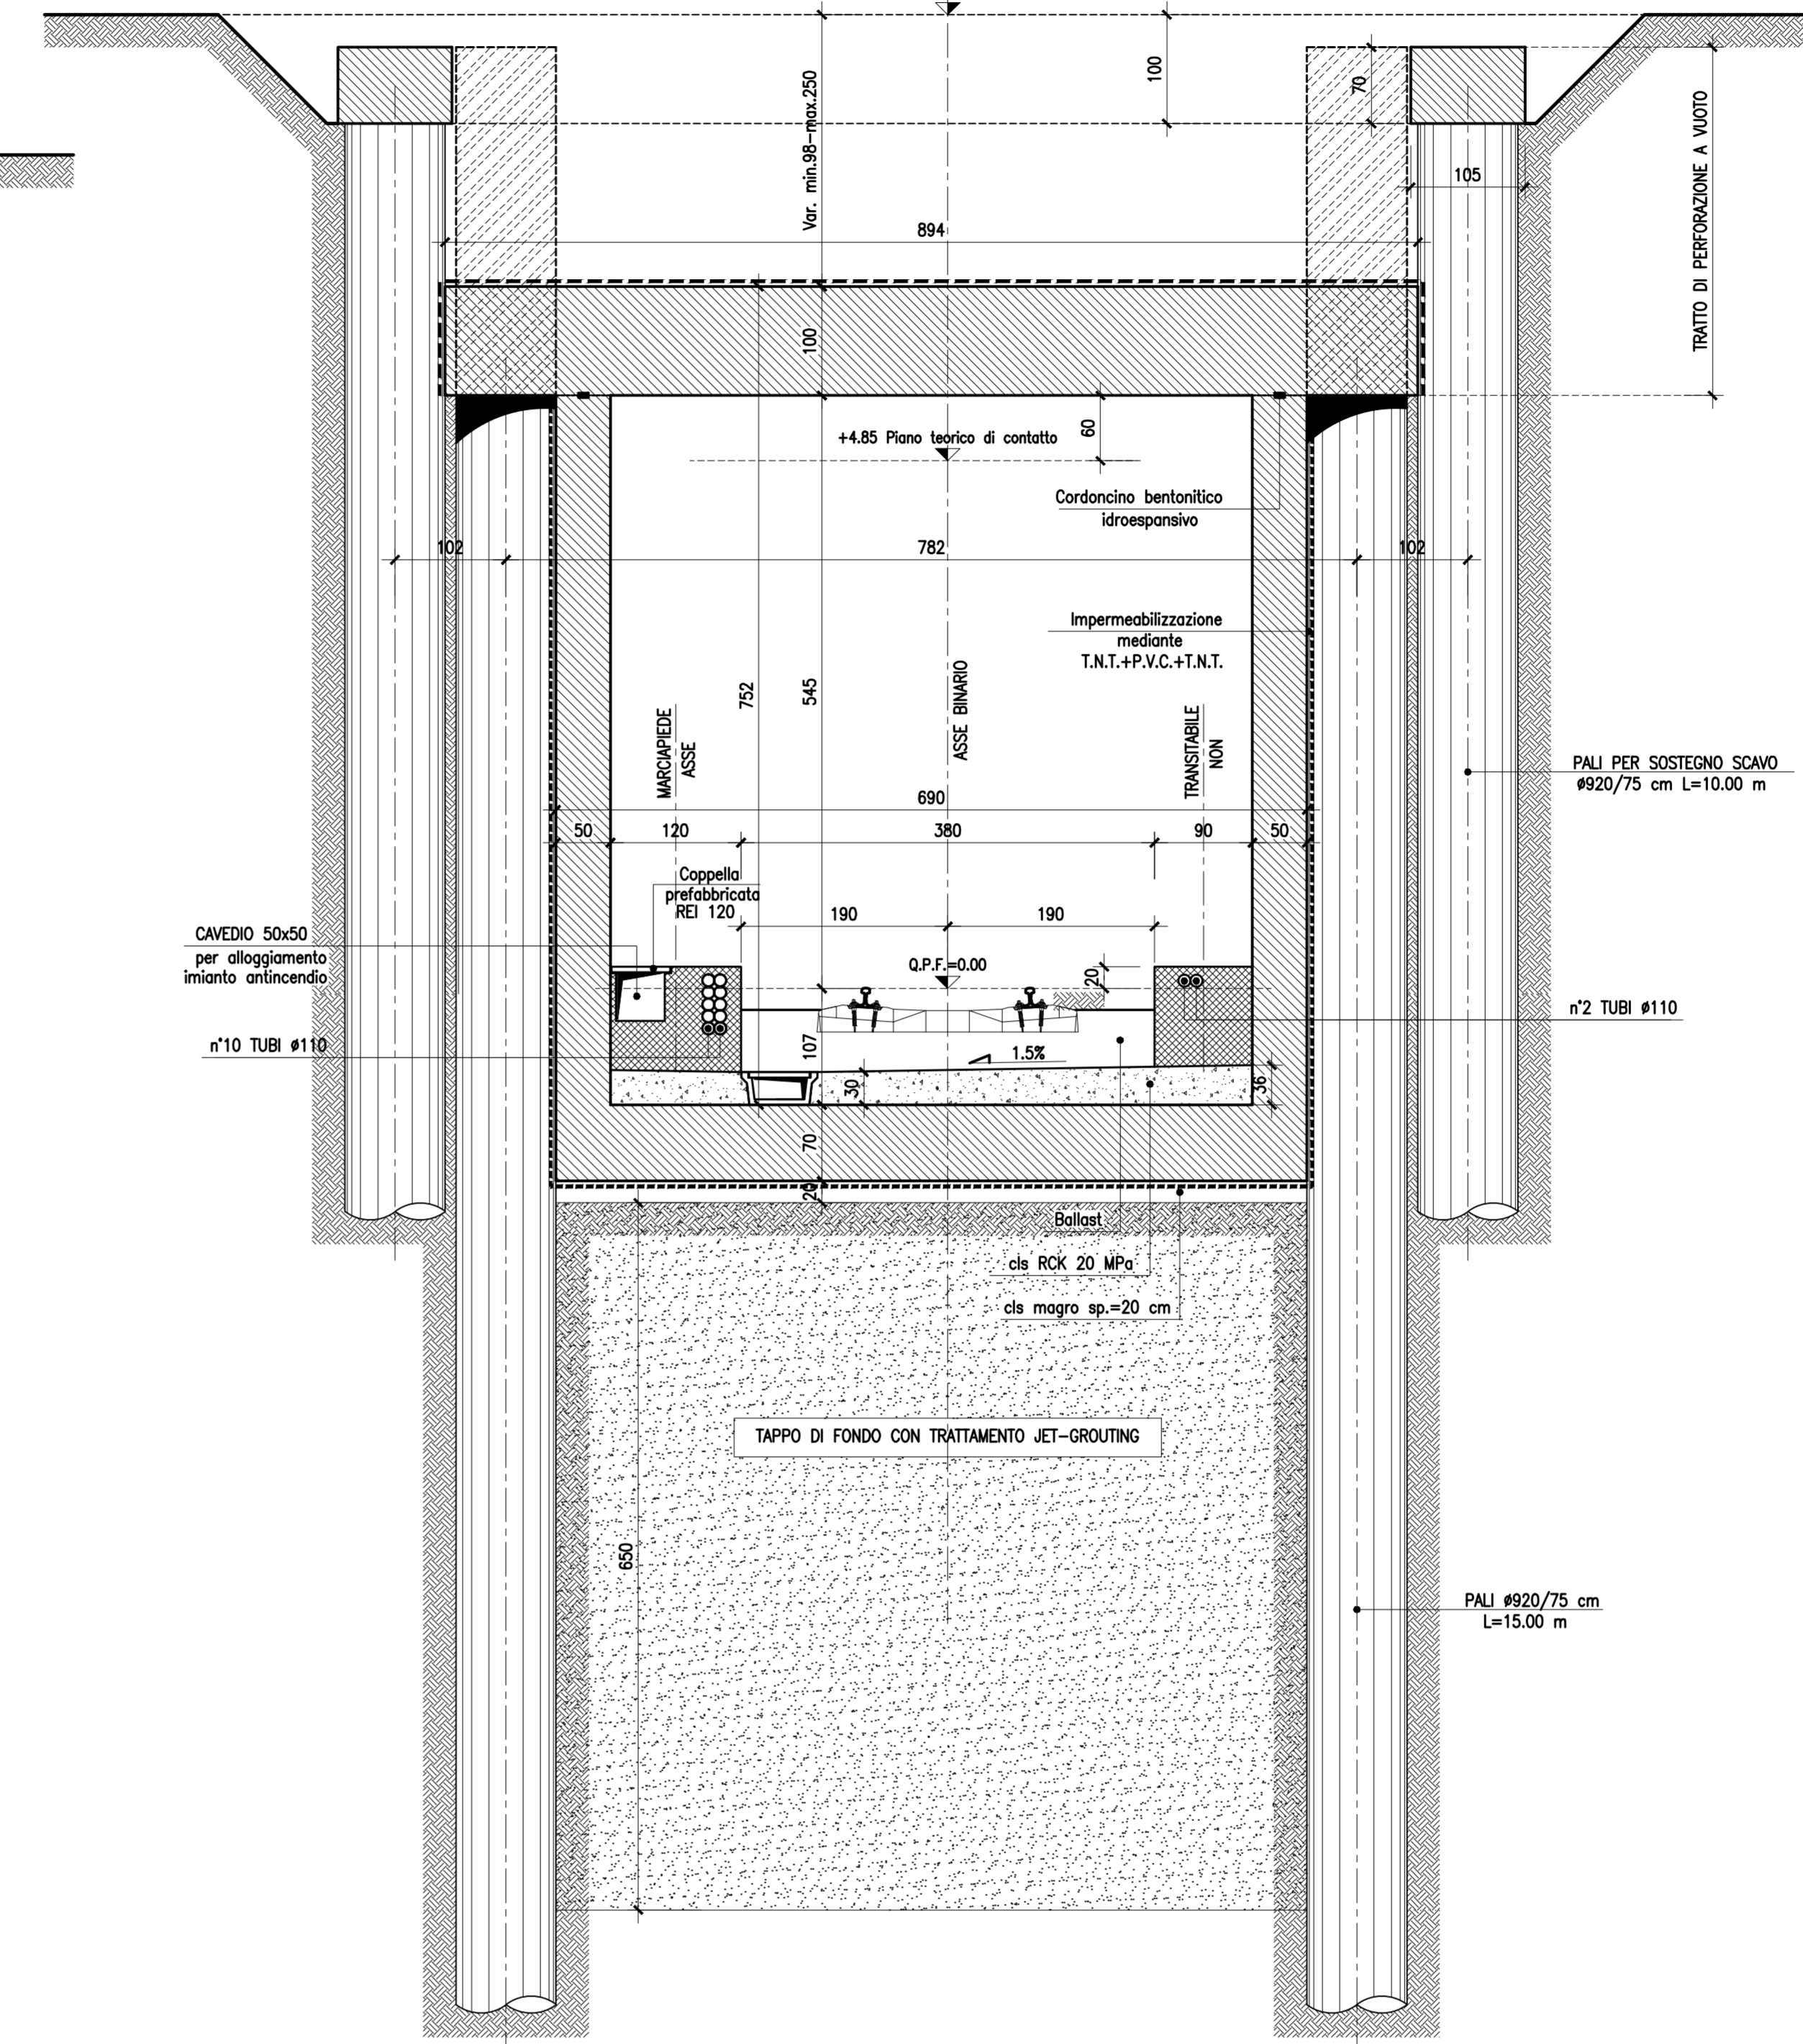 100
70
Var. min.98-max.250
TRATTO DI PERFORAZIONE A VUOTO
105
894
100
+4.85 Piano teorico di contatto
60
Cordoncino bentonitico
idroespansivo
102
782
102
Impermeabilizzazione
mediante
T.N.T.+P.V.C.+T.N.T.
752
545
ASSE BINARIO
MARCIAPIEDE
ASSE
TRANSITABILE
NON
PALI PER SOSTEGNO SCAVO
ø920/75 cm L=10.00 m
690
50
120
380
90
50
Coppella
prefabbricata
REI 120
190
190
CAVEDIO 50x50
per alloggiamento
imianto antincendio
Q.P.F.=0.00
20
n°2 TUBI ø110
n°10 TUBI ø110
107
1.5%
30
36
70
20
Ballast
cls RCK 20 MPa
cls magro sp.=20 cm
TAPPO DI FONDO CON TRATTAMENTO JET-GROUTING
650
PALI ø920/75 cm
L=15.00 m